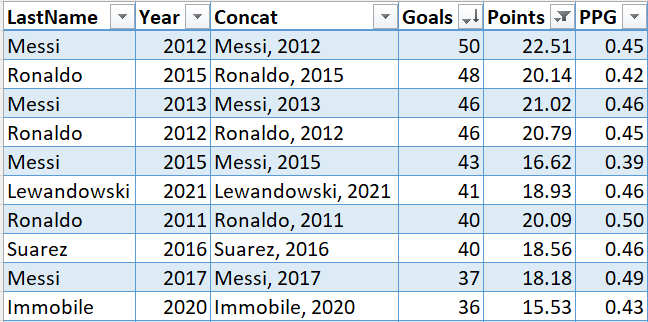 LastName Year Concat Goals Points PPG
Messi 2012 Messi, 2012 50 22.51 0.45
Ronaldo 2015 Ronaldo, 2015 48 20.14 0.42
Messi 2013 Messi, 2013 46 21.02 0.46
Ronaldo 2012 Ronaldo, 2012 46 20.79 0.45
Messi 2015 Messi, 2015 43 16.62 0.39
Lewandowski 2021 Lewandowski, 2021 41 18.93 0.46
Ronaldo 2011 Ronaldo, 2011 40 20.09 0.50
Suarez 2016 Suarez, 2016 40 18.56 0.46
Messi 2017 Messi, 2017 37 18.18 0.49
Immobile 2020 Immobile, 2020 36 15.53 0.43